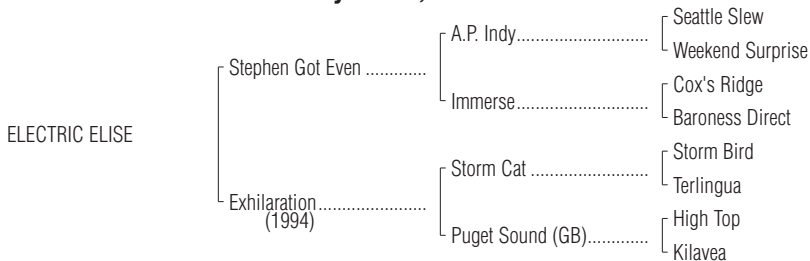 Seattle Slew
A.P. Indy
Weekend Surprise
Stephen Got Even
Cox's Ridge
Immerse
Baroness Direct
ELECTRIC ELISE
Storm Bird
Storm Cat
Terlingua
Exhilaration
(1994)
High Top
Puget Sound (GB)
Kilavea